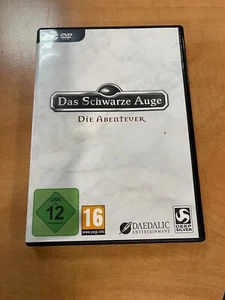 DVD
Das Schwarze Auge
Die Abenteuer
USK
12
16
www.pegi.info
DAEDALIC
ENTERTAINMENT
DEEP
SILVER